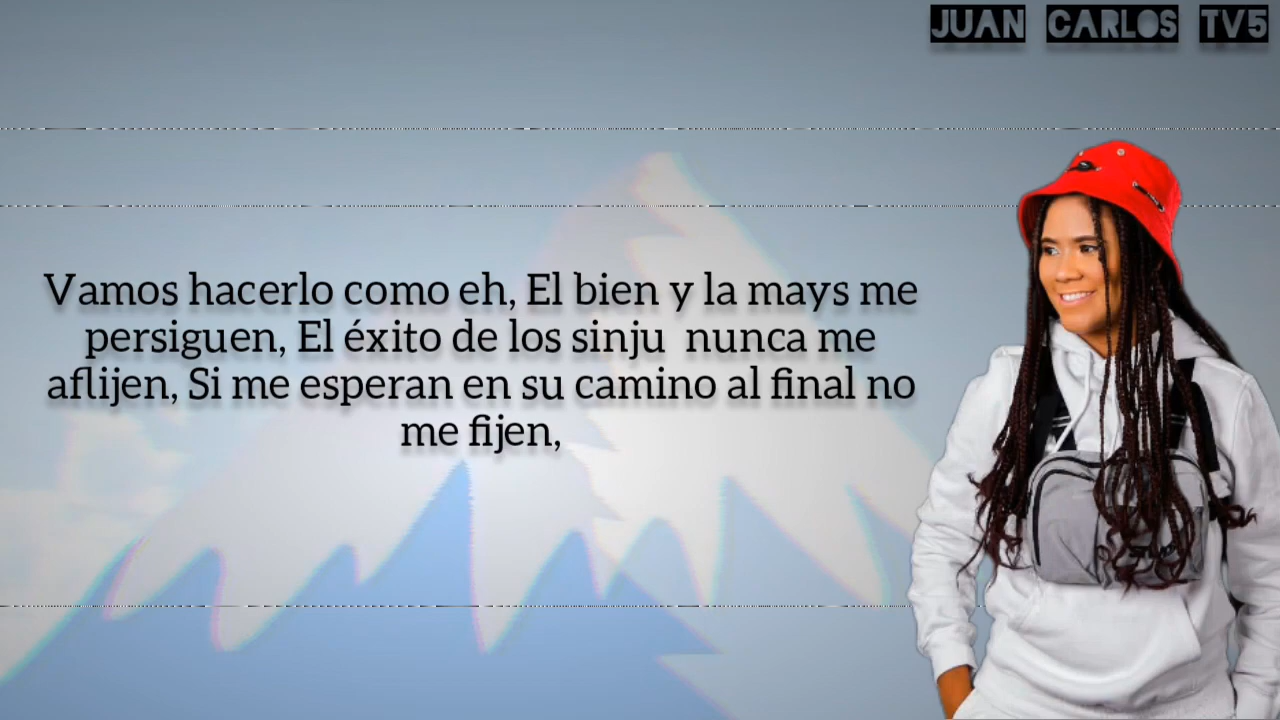 JUAN CARLOS TV5
Vamos hacerlo como eh, El bien y la mays me
persiguen, El éxito de los sinju nunca me
aflijen, Si me esperan en su camino al final no
me fijen,